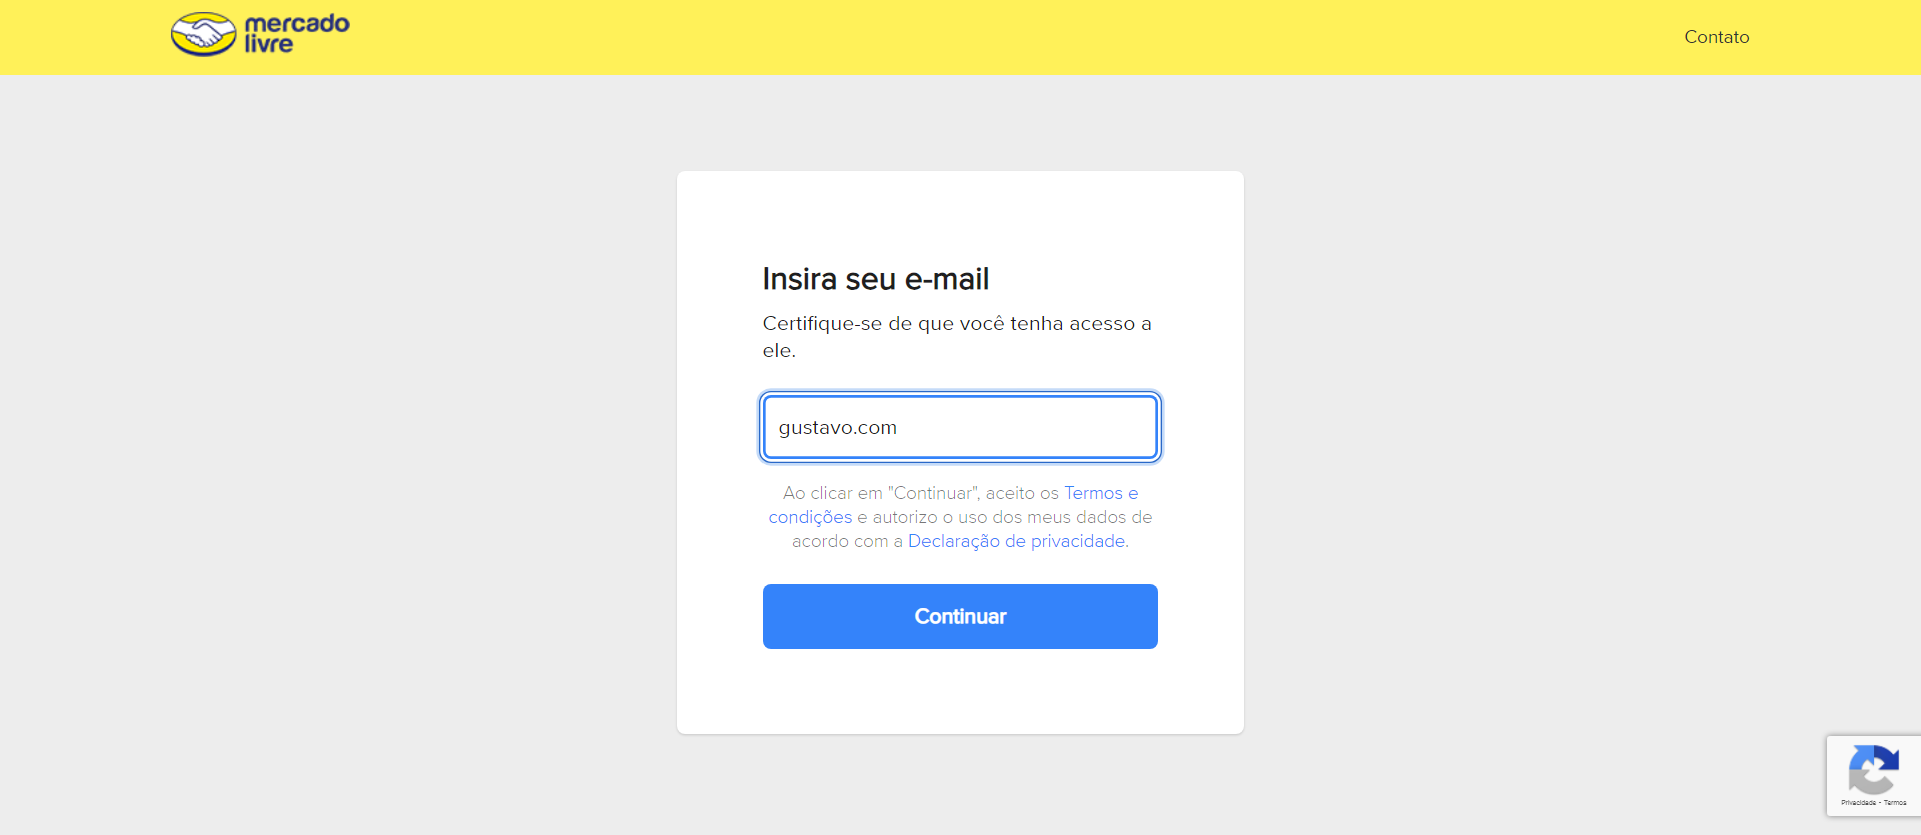 mercado
livre
Contato
Insira seu e-mail
Certifique-se de que você tenha acesso a
ele.
gustavo.com
Ao clicar em "Continuar", aceito os Termos e
condições e autorizo o uso dos meus dados de
acordo com a Declaração de privacidade.
Continuar
Privacidade - Termos